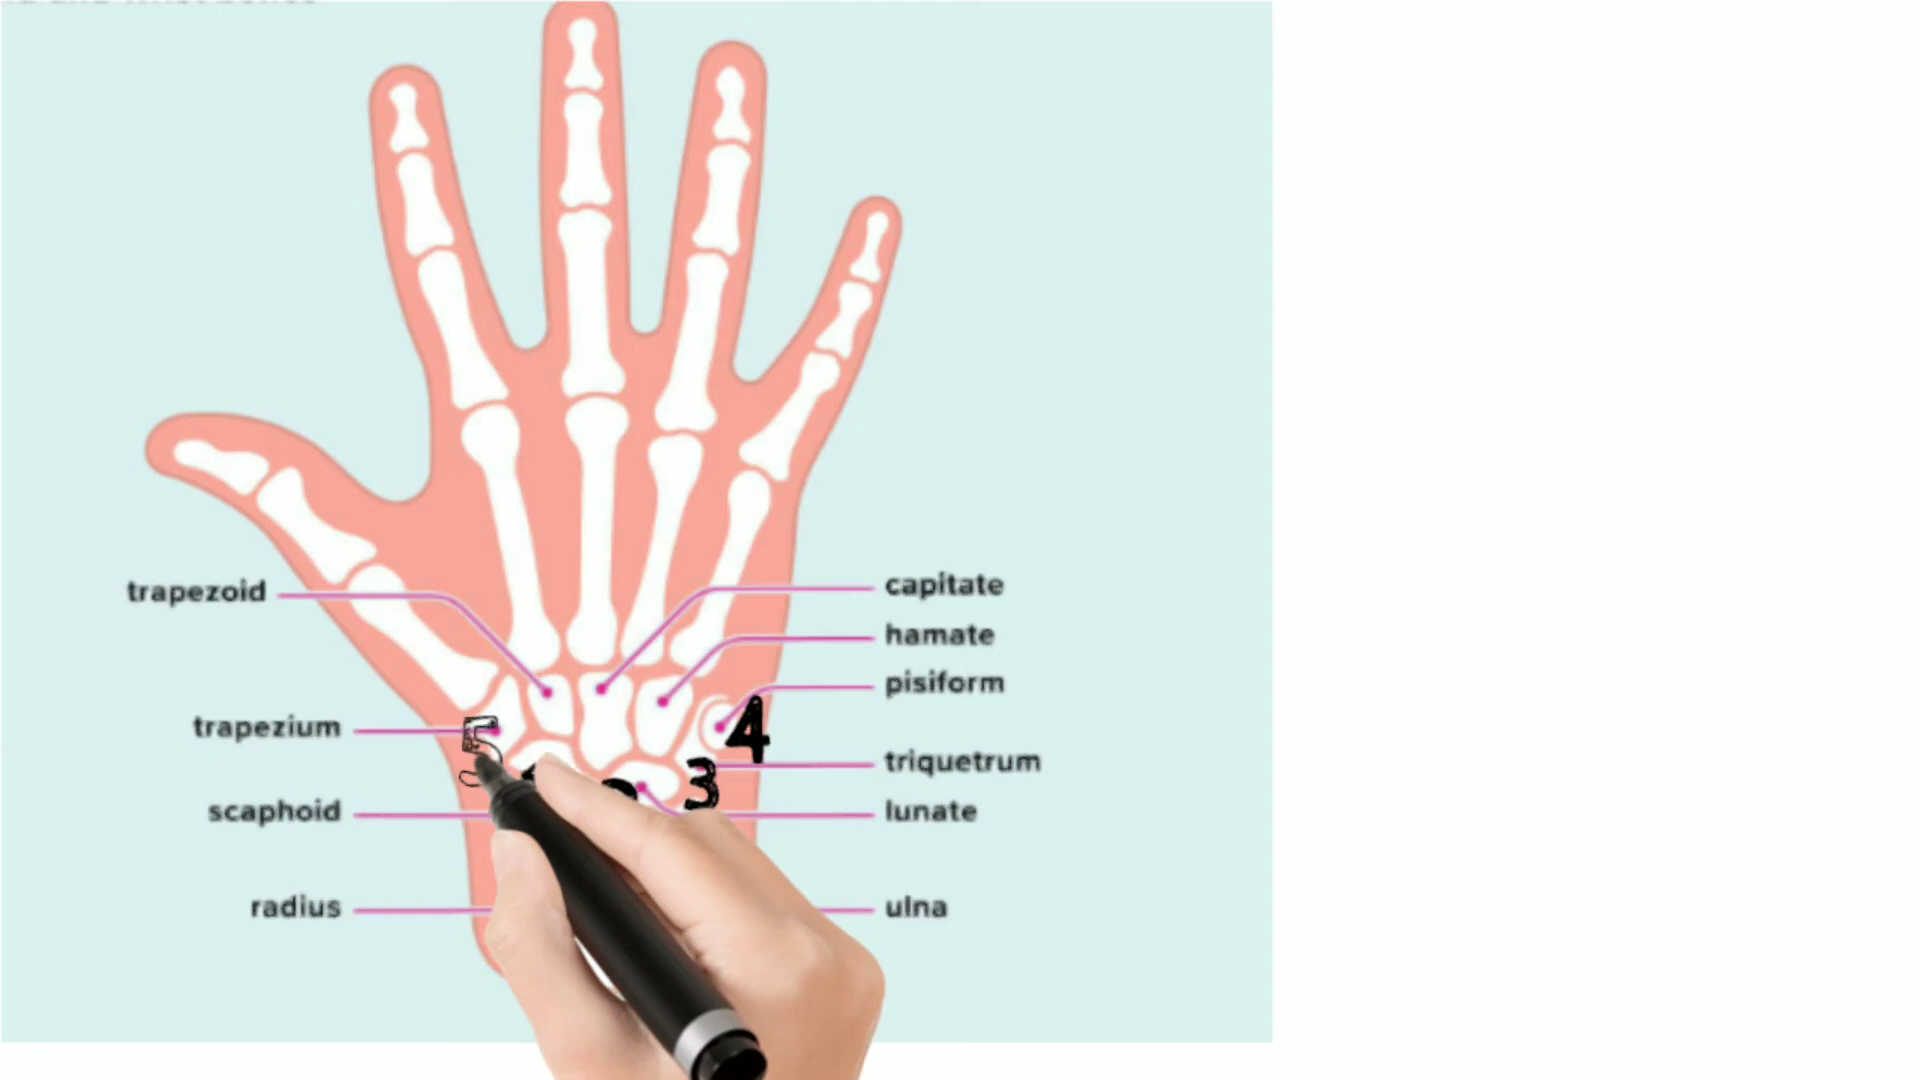 trapezoid
capitate
hamate
pisiform
trapezium
5
4
triquetrum
3
scaphoid
lunate
radius
ulna